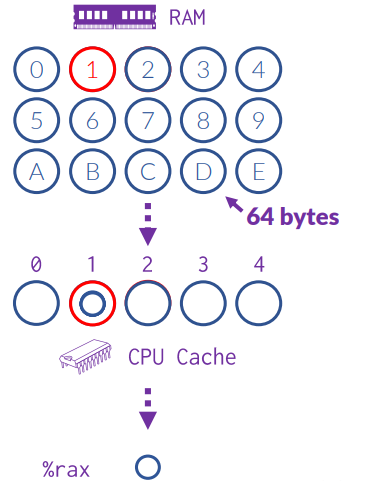 RAM
0 1 2 3 4
5 6 7 8 9
A B C D E
64 bytes
0 1 2 3 4
CPU Cache
%rax